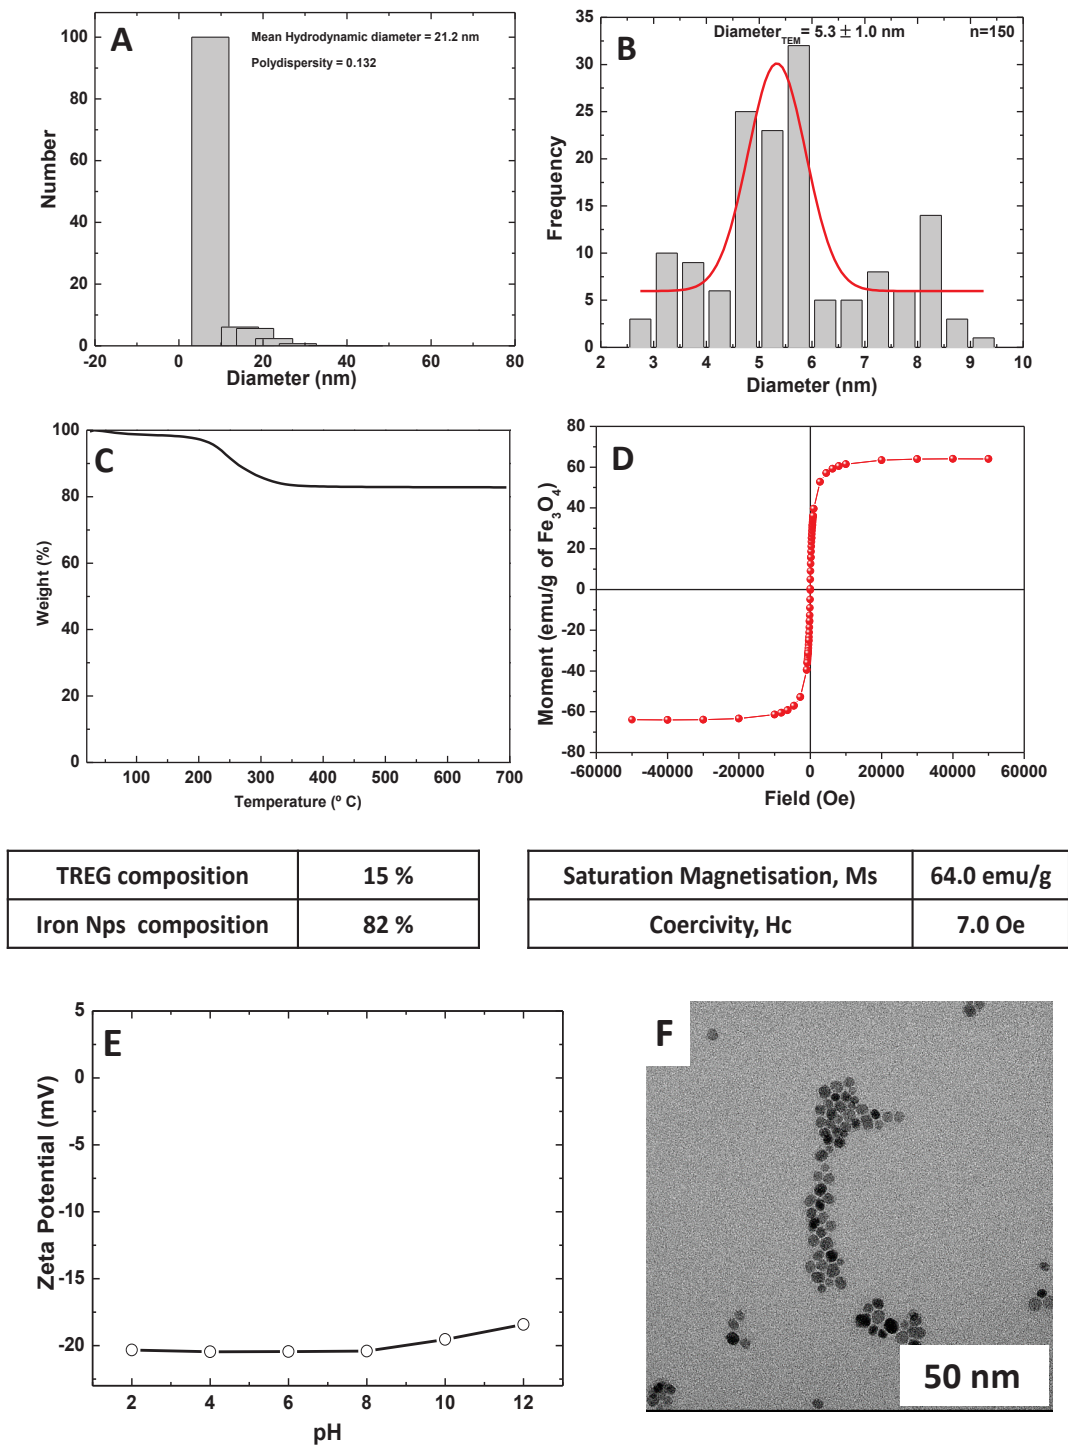 A
Mean Hydrodynamic diameter = 21.2 nm
Polydispersity = 0.132
Number
100
80
60
40
20
0
-20 0 20 40 60 80
Diameter (nm)
B
Diameter TEM = 5.3 ± 1.0 nm n=150
Frequency
35
30
25
20
15
10
5
0
2 3 4 5 6 7 8 9 10
Diameter (nm)
C
Weight (%)
100
80
60
40
20
0
100 200 300 400 500 600 700
Temperature (º C)
D
Moment (emu/g of Fe3O4)
80
60
40
20
0
-20
-40
-60
-80
-60000 -40000 -20000 0 20000 40000 60000
Field (Oe)
TREG composition 15 %
Iron Nps composition 82 %
Saturation Magnetisation, Ms 64.0 emu/g
Coercivity, Hc 7.0 Oe
E
Zeta Potential (mV)
5
0
-5
-10
-15
-20
2 4 6 8 10 12
pH
F
50 nm